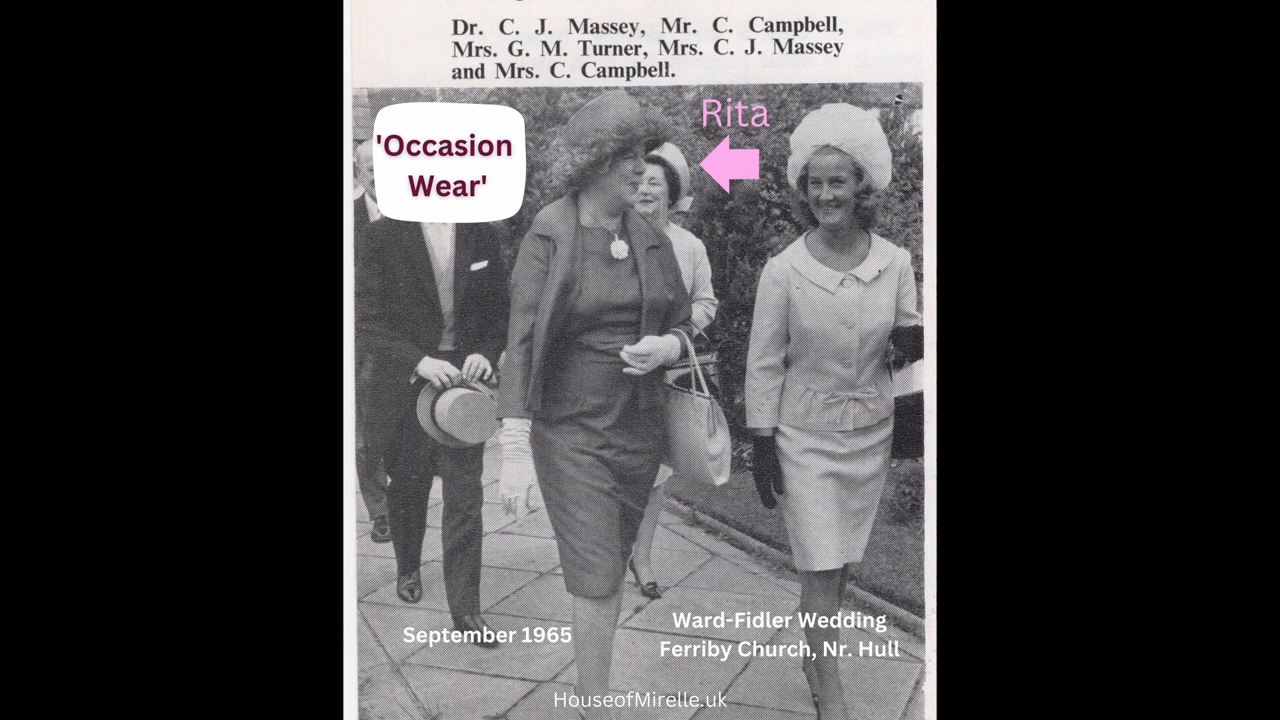 Dr. C. J. Massey, Mr. C. Campbell,
Mrs. G. M. Turner, Mrs. C. J. Massey
and Mrs. C. Campbell.
'Occasion
Wear'
Rita
September 1965
Ward-Fidler Wedding
Ferriby Church, Nr. Hull
HouseofMirelle.uk